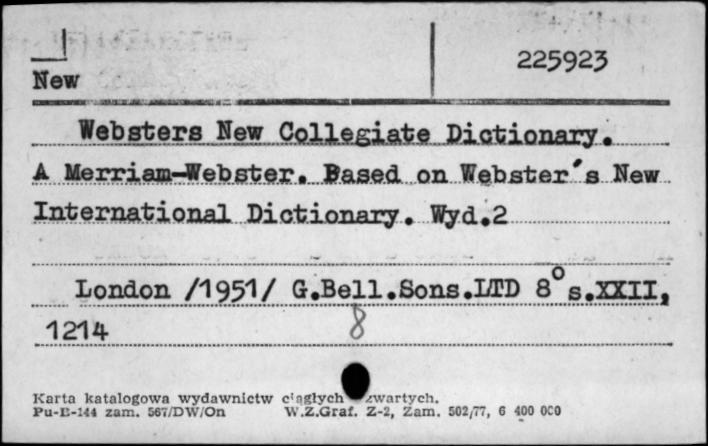 225923
New
Websters New Collegiate Dictionary.
A Merriam-Webster. Based on Webster's New
International Dictionary. Wyd.2
London /1951/ G.Bell.Sons.LTD 8° s.XXII,
1214
8
Karta katalogowa wydawnictw ciągłych zwartych.
Pu-B-144 zam. 567/DW/On W.Z.Graf. Z-2, Zam. 502/77, 6 400 000